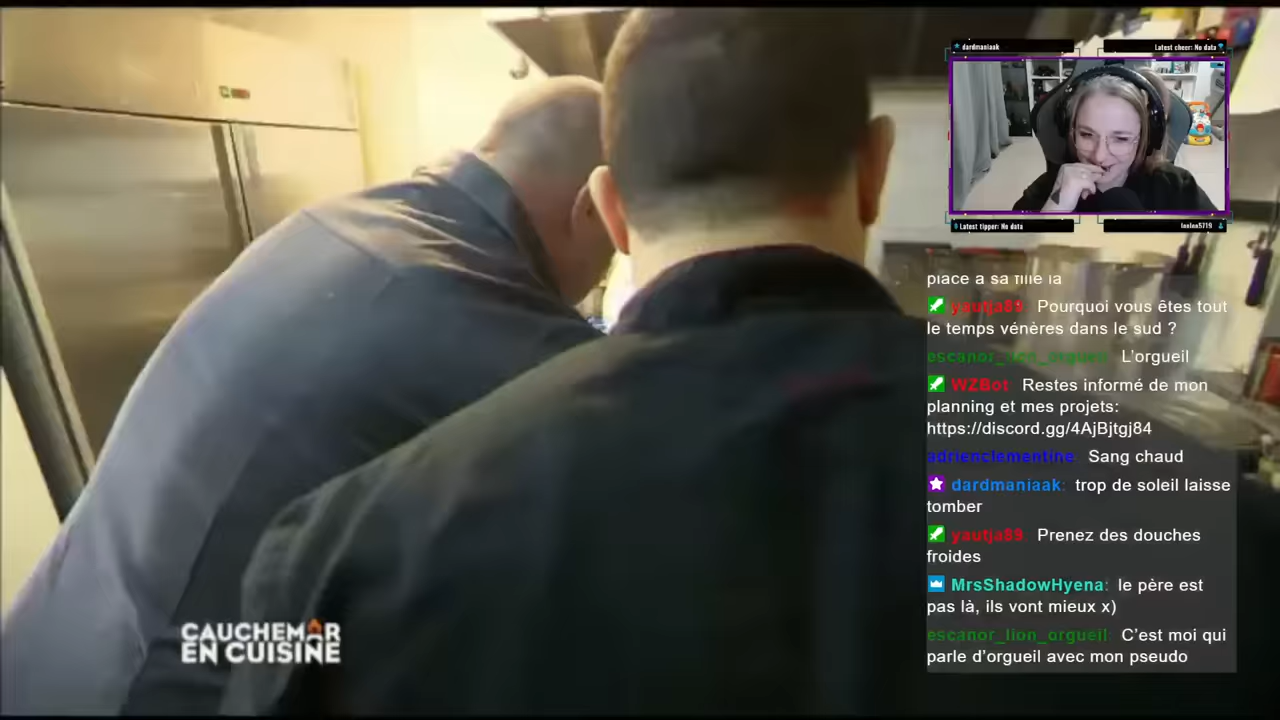 dardmaniaak
Latest cheer: No data
Latest tipper: No data
leelen5719
place a sa fille la
yautja89: Pourquoi vous êtes tout
le temps vénères dans le sud ?
escanor_lion_orgueil: L'orgueil
WZBot: Restes informé de mon
planning et mes projets:
https://discord.gg/4AjBjtgj84
adrienclementine: Sang chaud
dardmaniaak: trop de soleil laisse
tomber
yautja89: Prenez des douches
froides
MrsShadowHyena: le père est
pas là, ils vont mieux x)
escanor_lion_orgueil: C'est moi qui
parle d'orgueil avec mon pseudo
CAUCHEMAR
EN CUISINE